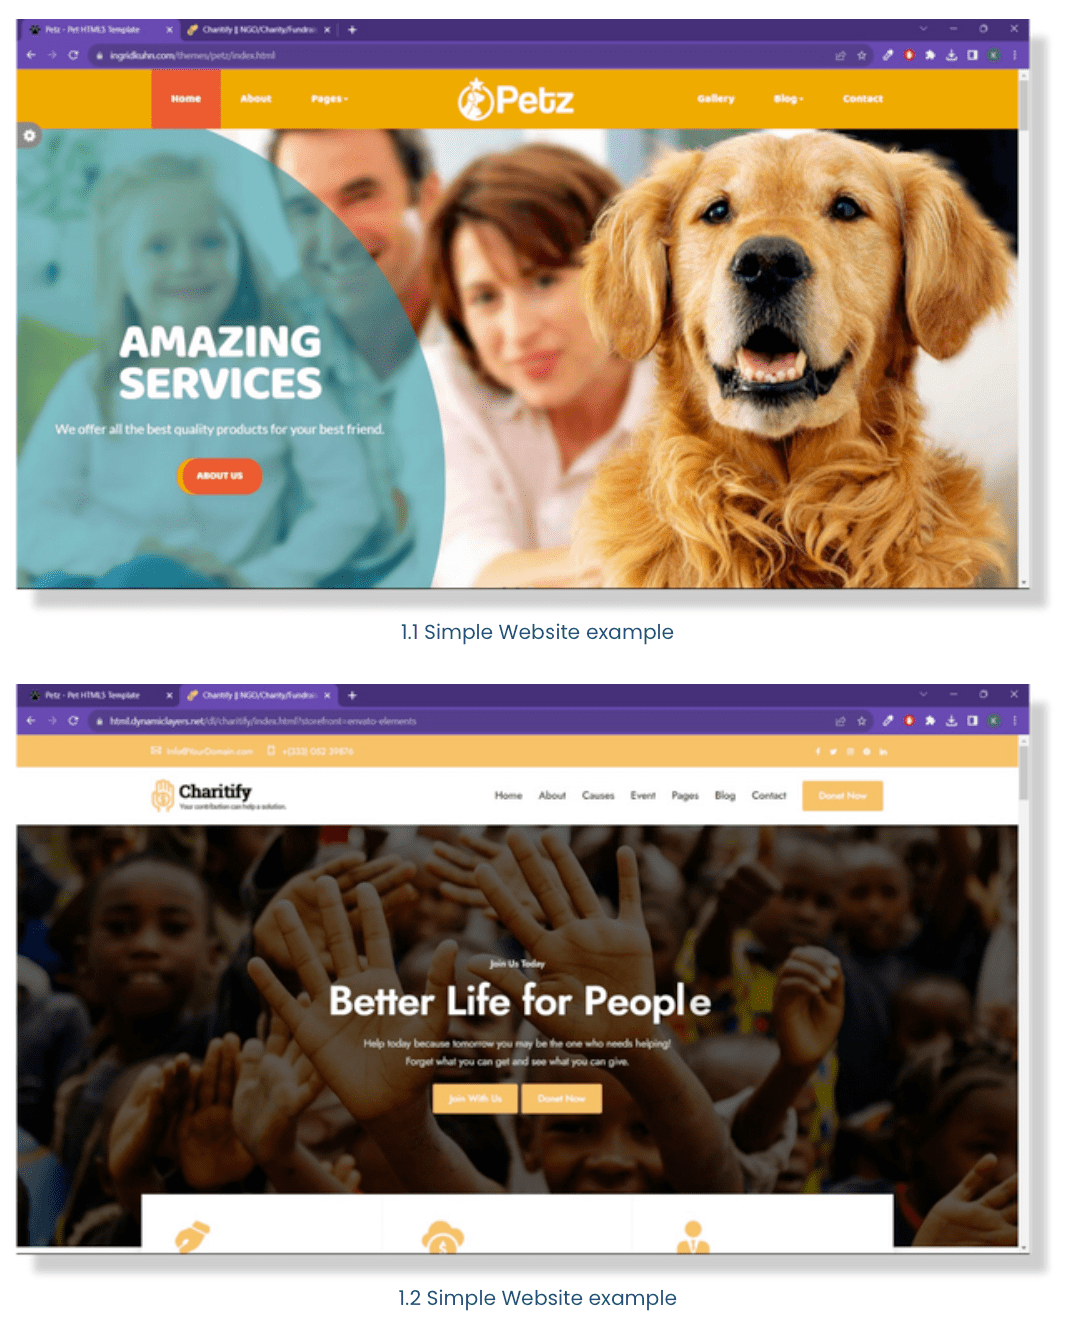 Petz - Pet HTML5 Template
Charitify || NGO/Charity/Fundrais
ingridkuhn.com/themes/petz/index.html
Home
About
Pages
Petz
Gallery
Blog
Contact
AMAZING
SERVICES
We offer all the best quality products for your best friend.
ABOUT US
1.1 Simple Website example
Petz - Pet HTML5 Template
Charitify || NGO/Charity/Fundrais
html.dynamiclayers.net/dl/charitify/index.html?storefront=envato-elements
info@YourDomain.com
+(333) 052 39876
Charitify
Your contribution can help a solution.
Home
About
Causes
Event
Pages
Blog
Contact
Donet Now
Join Us Today
Better Life for People
Help today because tomorrow you may be the one who needs helping!
Forget what you can get and see what you can give.
Join With Us
Donet Now
1.2 Simple Website example